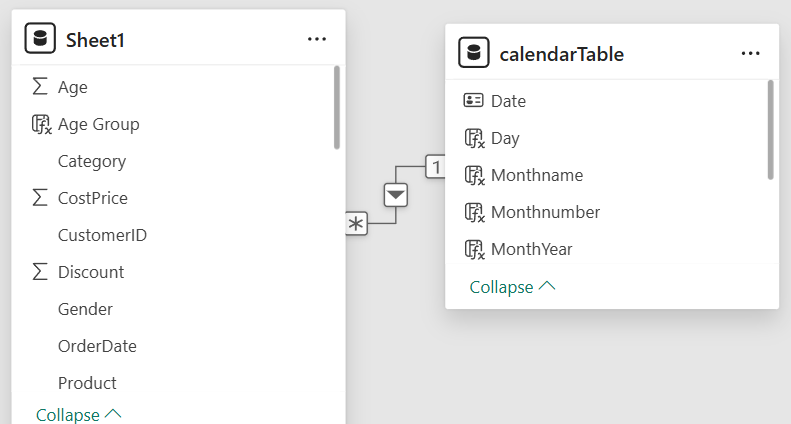 Sheet1
Age
Age Group
Category
CostPrice
CustomerID
Discount
Gender
OrderDate
Product
Collapse
*
1
calendarTable
Date
Day
Monthname
Monthnumber
MonthYear
Collapse